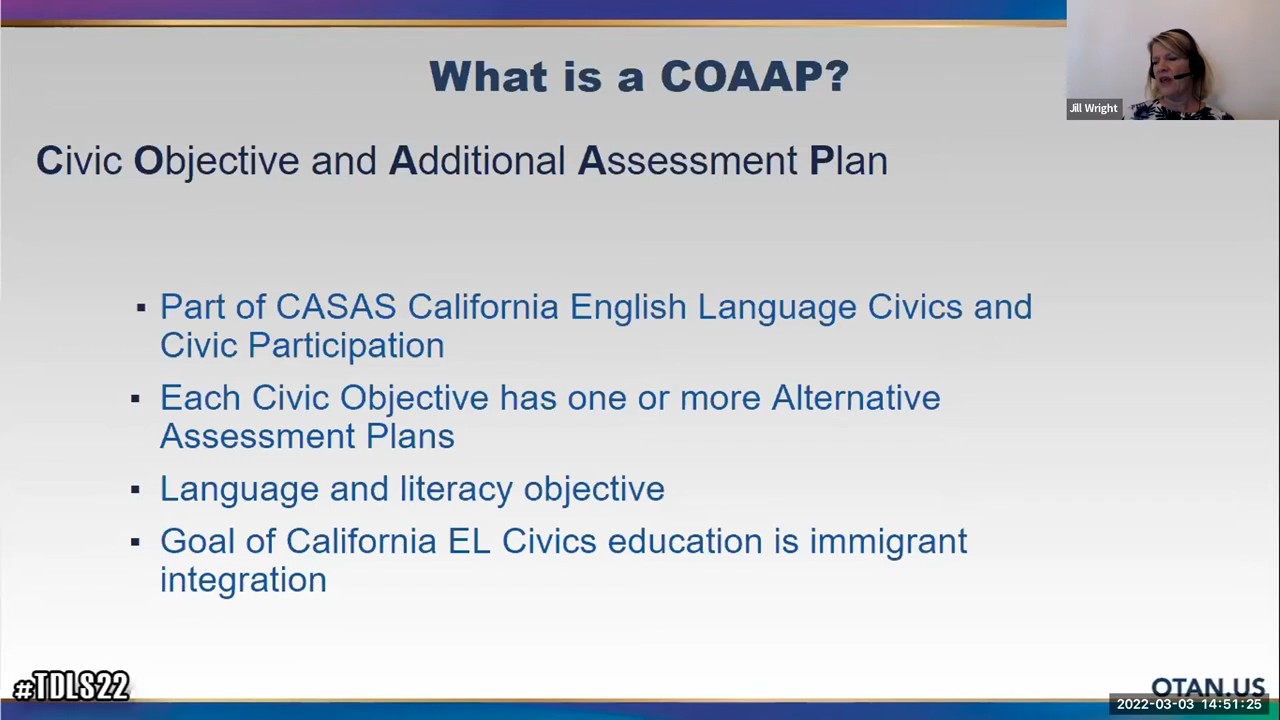 What is a COAAP?
Jill Wright
Civic Objective and Additional Assessment Plan
▪ Part of CASAS California English Language Civics and
Civic Participation
▪ Each Civic Objective has one or more Alternative
Assessment Plans
▪ Language and literacy objective
▪ Goal of California EL Civics education is immigrant
integration
#TDLS22
OTAN.US
2022-03-03 14:51:25